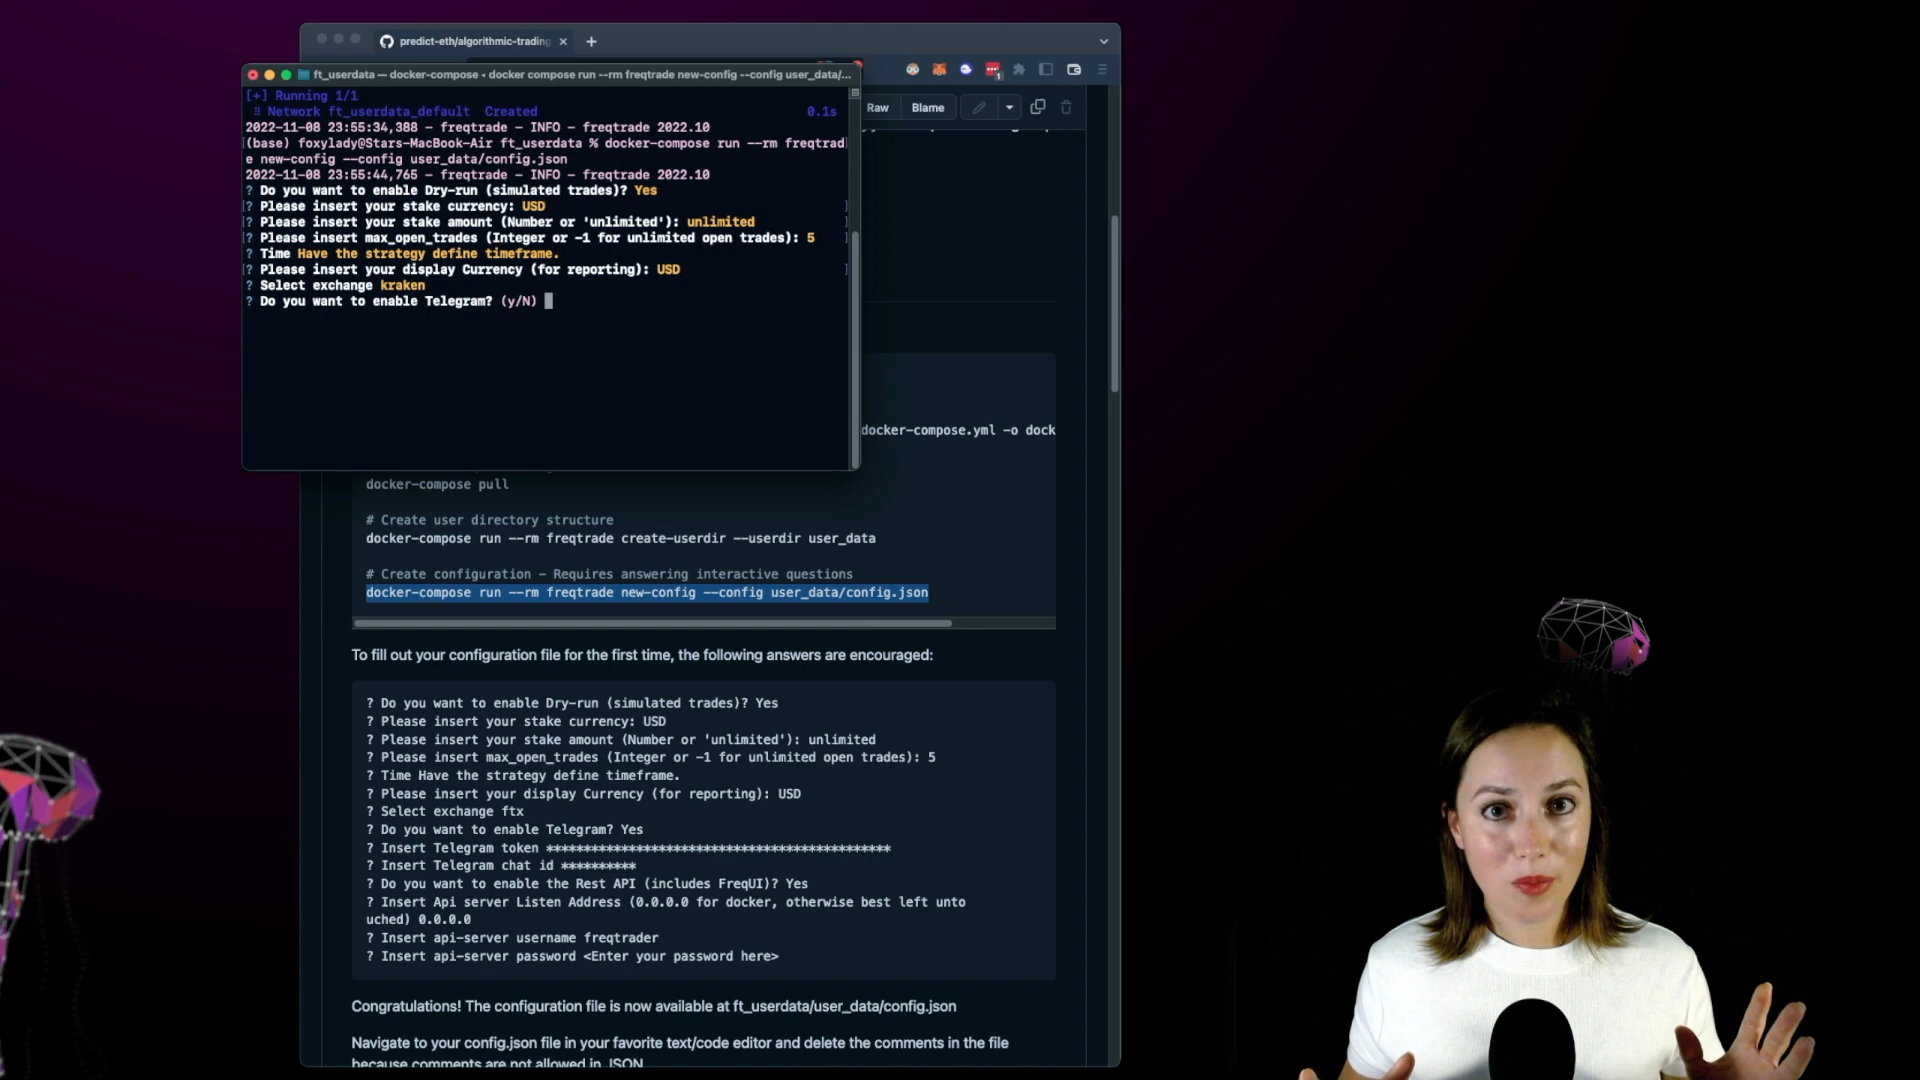 predict-eth/algorithmic-trading
ft_userdata — docker-compose ◂ docker compose run --rm freqtrade new-config --config user_data/...
1
Raw
Blame
[+] Running 1/1
⠿ Network ft_userdata_default  Created 0.1s
2022-11-08 23:55:34,388 - freqtrade - INFO - freqtrade 2022.10
[(base) foxylady@Stars-MacBook-Air ft_userdata % docker-compose run --rm freqtrad]
e new-config --config user_data/config.json
2022-11-08 23:55:44,765 - freqtrade - INFO - freqtrade 2022.10
? Do you want to enable Dry-run (simulated trades)? Yes
[? Please insert your stake currency: USD ]
[? Please insert your stake amount (Number or 'unlimited'): unlimited ]
[? Please insert max_open_trades (Integer or -1 for unlimited open trades): 5 ]
? Time Have the strategy define timeframe.
[? Please insert your display Currency (for reporting): USD ]
? Select exchange kraken
? Do you want to enable Telegram? (y/N)
docker-compose.yml -o dock
docker-compose pull
# Create user directory structure
docker-compose run --rm freqtrade create-userdir --userdir user_data
# Create configuration - Requires answering interactive questions
docker-compose run --rm freqtrade new-config --config user_data/config.json
To fill out your configuration file for the first time, the following answers are encouraged:
? Do you want to enable Dry-run (simulated trades)? Yes
? Please insert your stake currency: USD
? Please insert your stake amount (Number or 'unlimited'): unlimited
? Please insert max_open_trades (Integer or -1 for unlimited open trades): 5
? Time Have the strategy define timeframe.
? Please insert your display Currency (for reporting): USD
? Select exchange ftx
? Do you want to enable Telegram? Yes
? Insert Telegram token **********************************************
? Insert Telegram chat id **********
? Do you want to enable the Rest API (includes FreqUI)? Yes
? Insert Api server Listen Address (0.0.0.0 for docker, otherwise best left unto
uched) 0.0.0.0
? Insert api-server username freqtrader
? Insert api-server password <Enter your password here>
Congratulations! The configuration file is now available at ft_userdata/user_data/config.json
Navigate to your config.json file in your favorite text/code editor and delete the comments in the file
because comments are not allowed in JSON